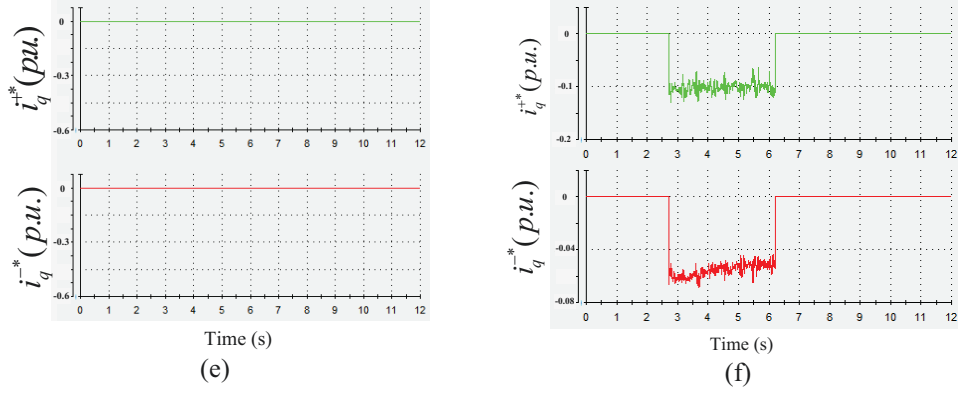 i_q^{+*} (p.u.)
0
-0.3
-0.6
0 1 2 3 4 5 6 7 8 9 10 11 12
i_q^{-*} (p.u.)
0
-0.3
-0.6
0 1 2 3 4 5 6 7 8 9 10 11 12
Time (s)
(e)
i_q^{+*} (p.u.)
0
-0.1
-0.2
0 1 2 3 4 5 6 7 8 9 10 11 12
i_q^{-*} (p.u.)
0
-0.04
-0.08
0 1 2 3 4 5 6 7 8 9 10 11 12
Time (s)
(f)